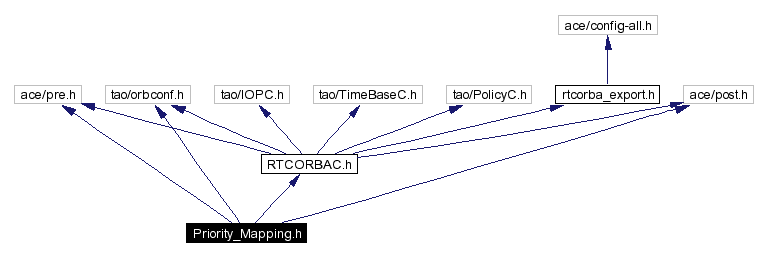 ace/config-all.h
ace/pre.h
tao/orbconf.h
tao/IOPC.h
tao/TimeBaseC.h
tao/PolicyC.h
rtcorba_export.h
ace/post.h
RTCORBAC.h
Priority_Mapping.h